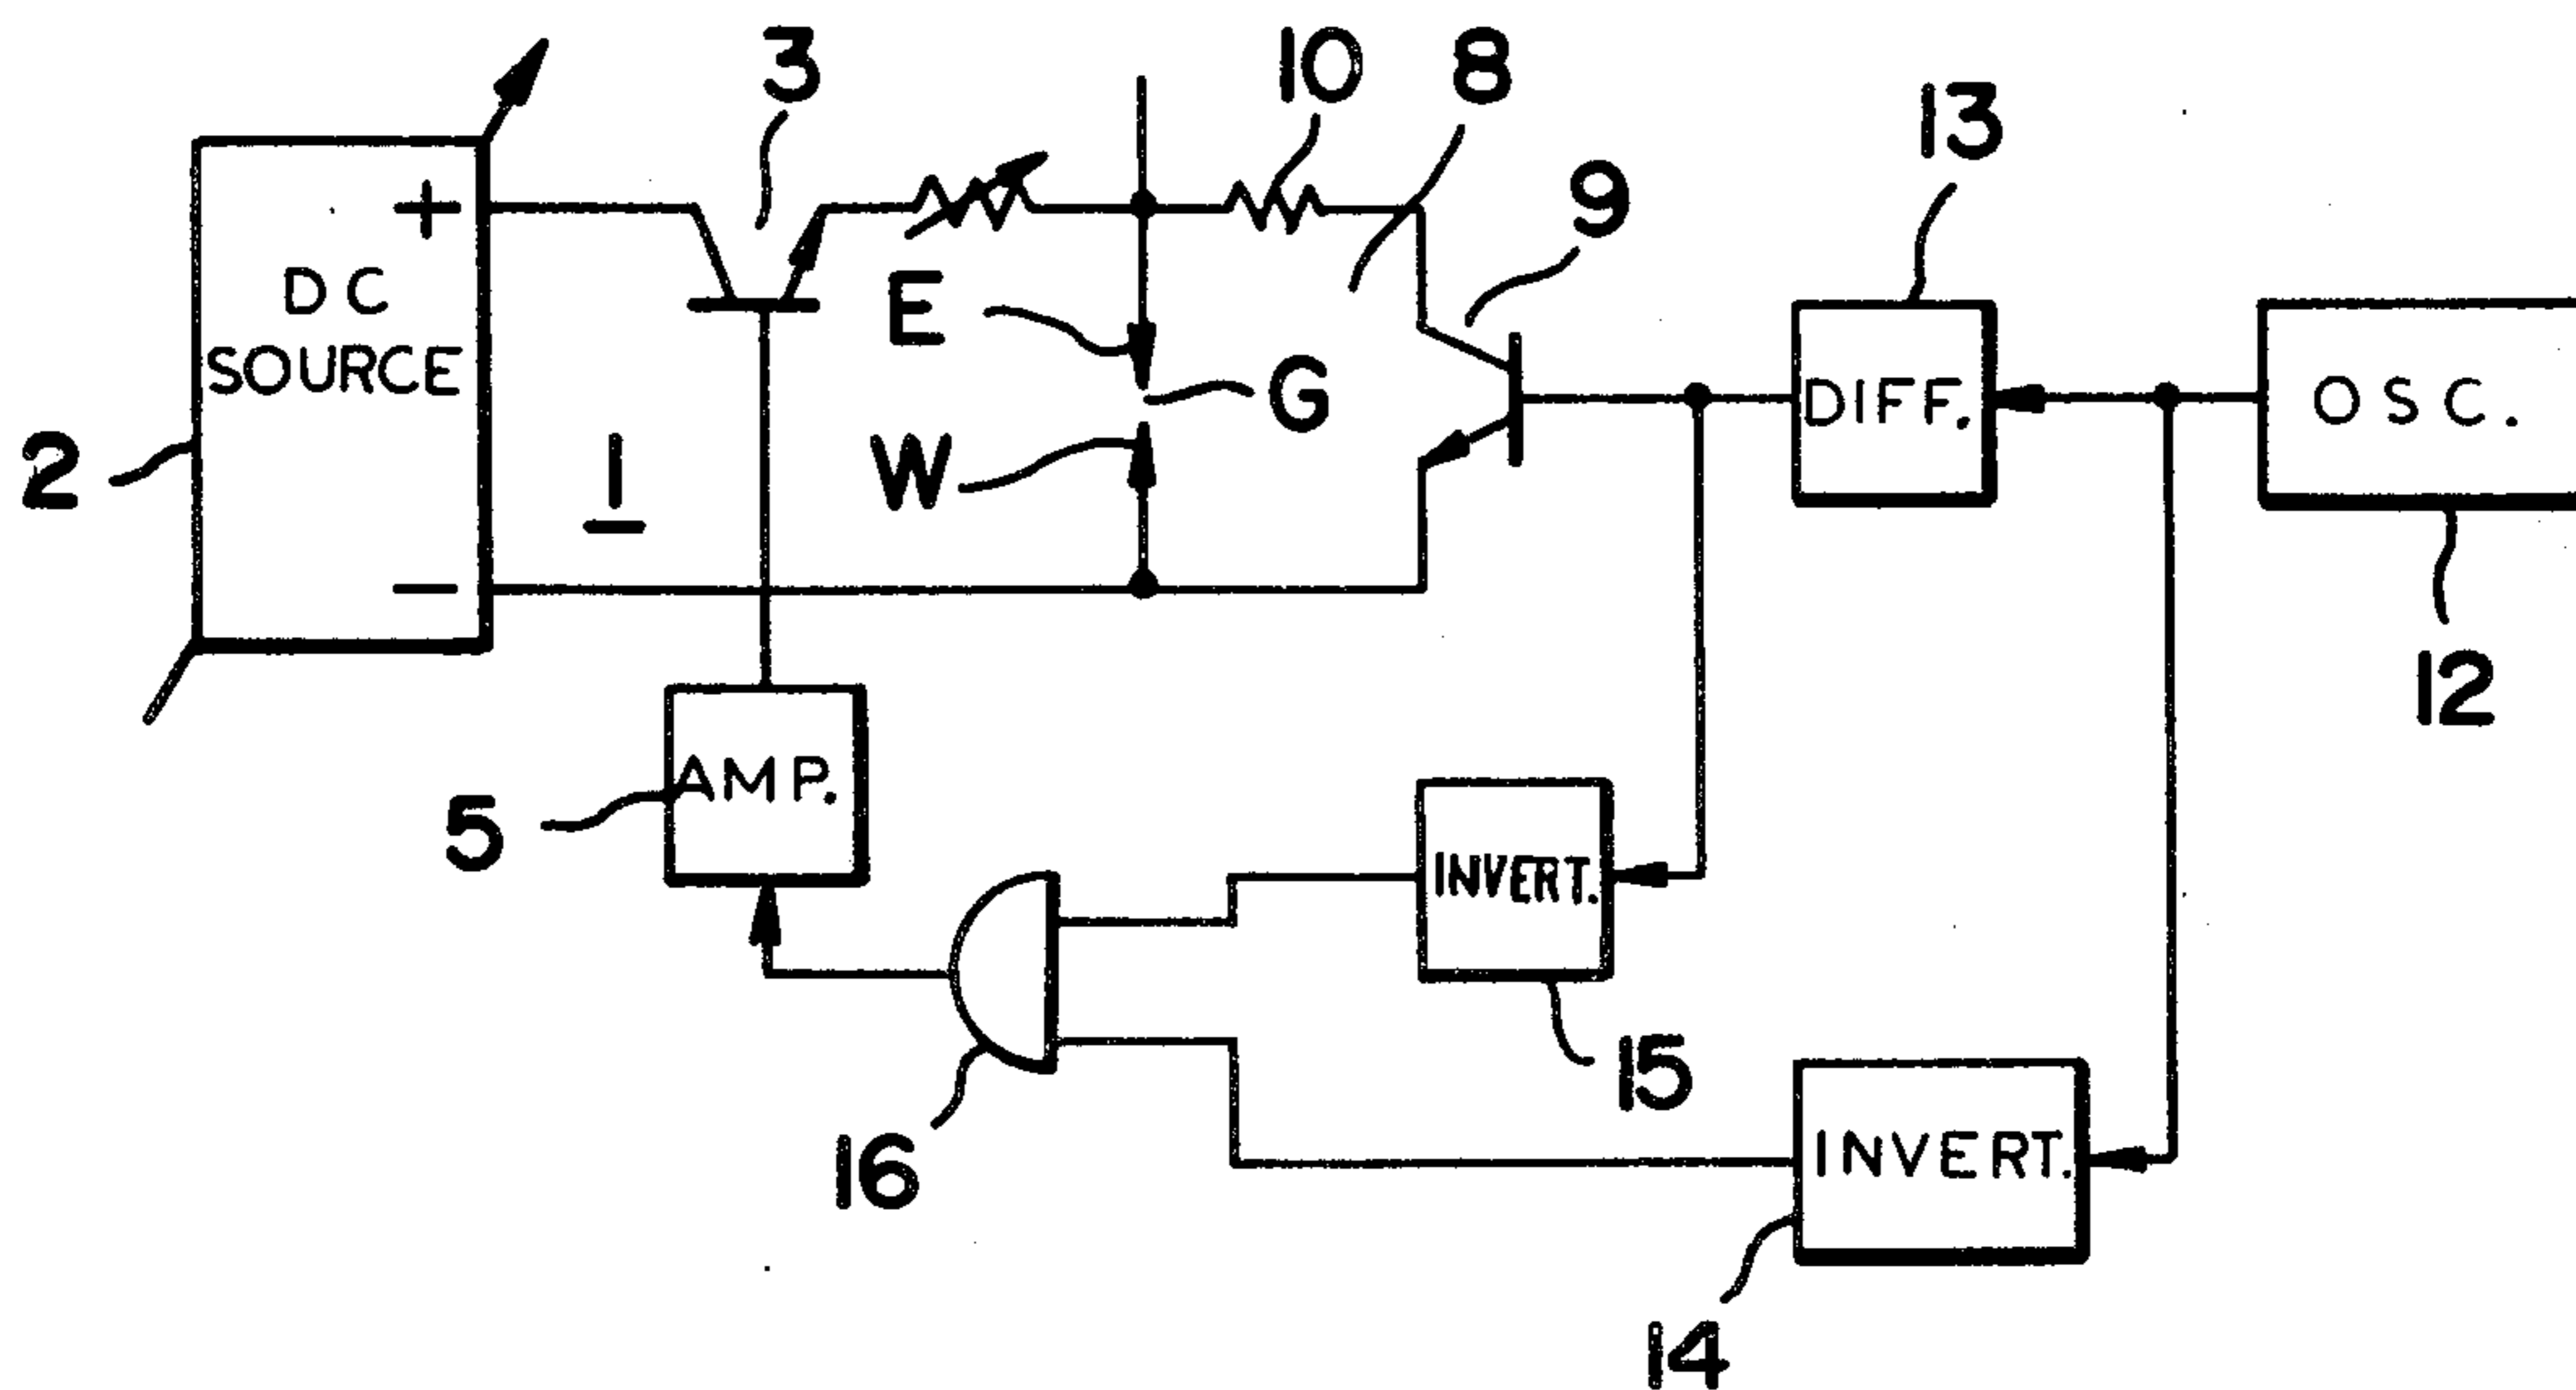 3
10
8
13
9
+
DC
SOURCE
E
G
W
DIFF.
OSC.
2
1
−
12
AMP.
5
INVERT.
15
16
INVERT.
14